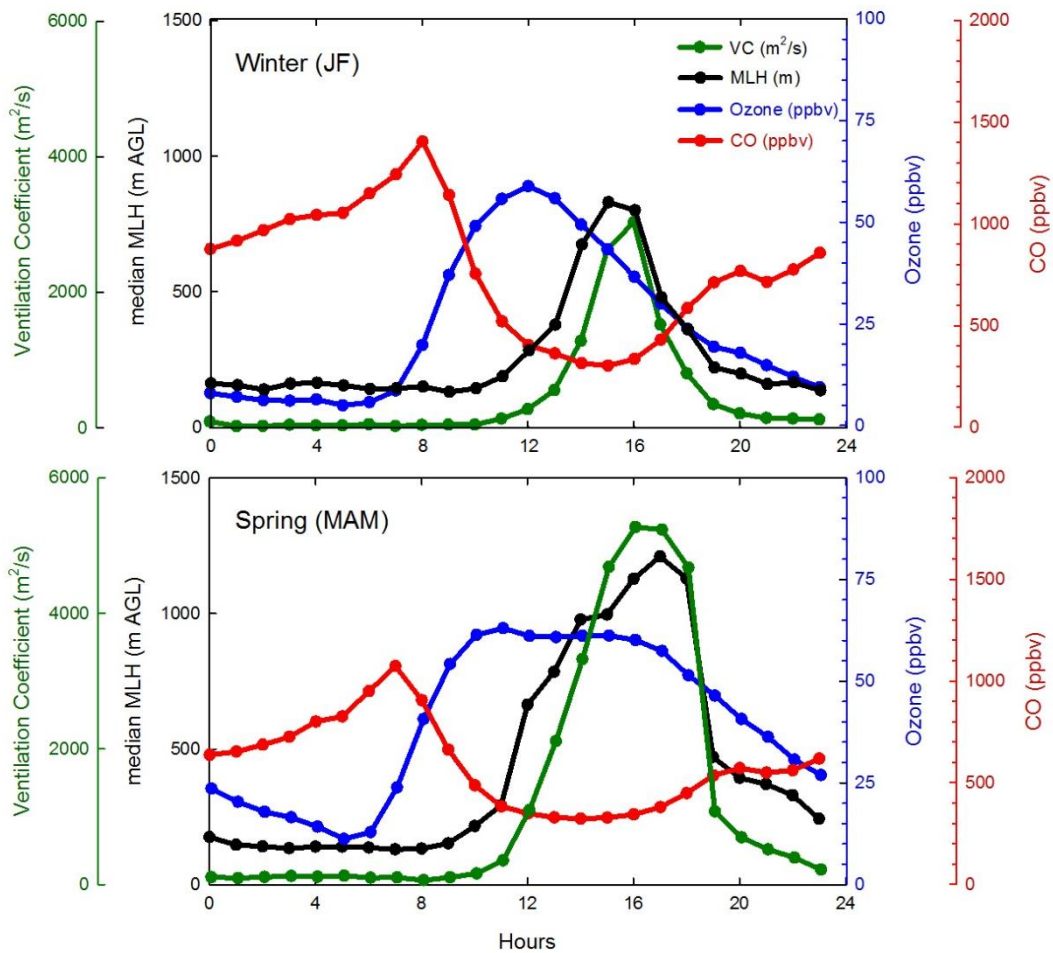 6000
1500
100
2000
Winter (JF)
VC (m²/s)
MLH (m)
Ozone (ppbv)
CO (ppbv)
Ventilation Coefficient (m²/s)
median MLH (m AGL)
Ozone (ppbv)
CO (ppbv)
4000
1000
75
1500
50
1000
2000
500
25
500
0
0
0
0
0 4 8 12 16 20 24
6000
1500
100
2000
Spring (MAM)
Ventilation Coefficient (m²/s)
median MLH (m AGL)
Ozone (ppbv)
CO (ppbv)
4000
1000
75
1500
50
1000
2000
500
25
500
0
0
0
0
0 4 8 12 16 20 24
Hours